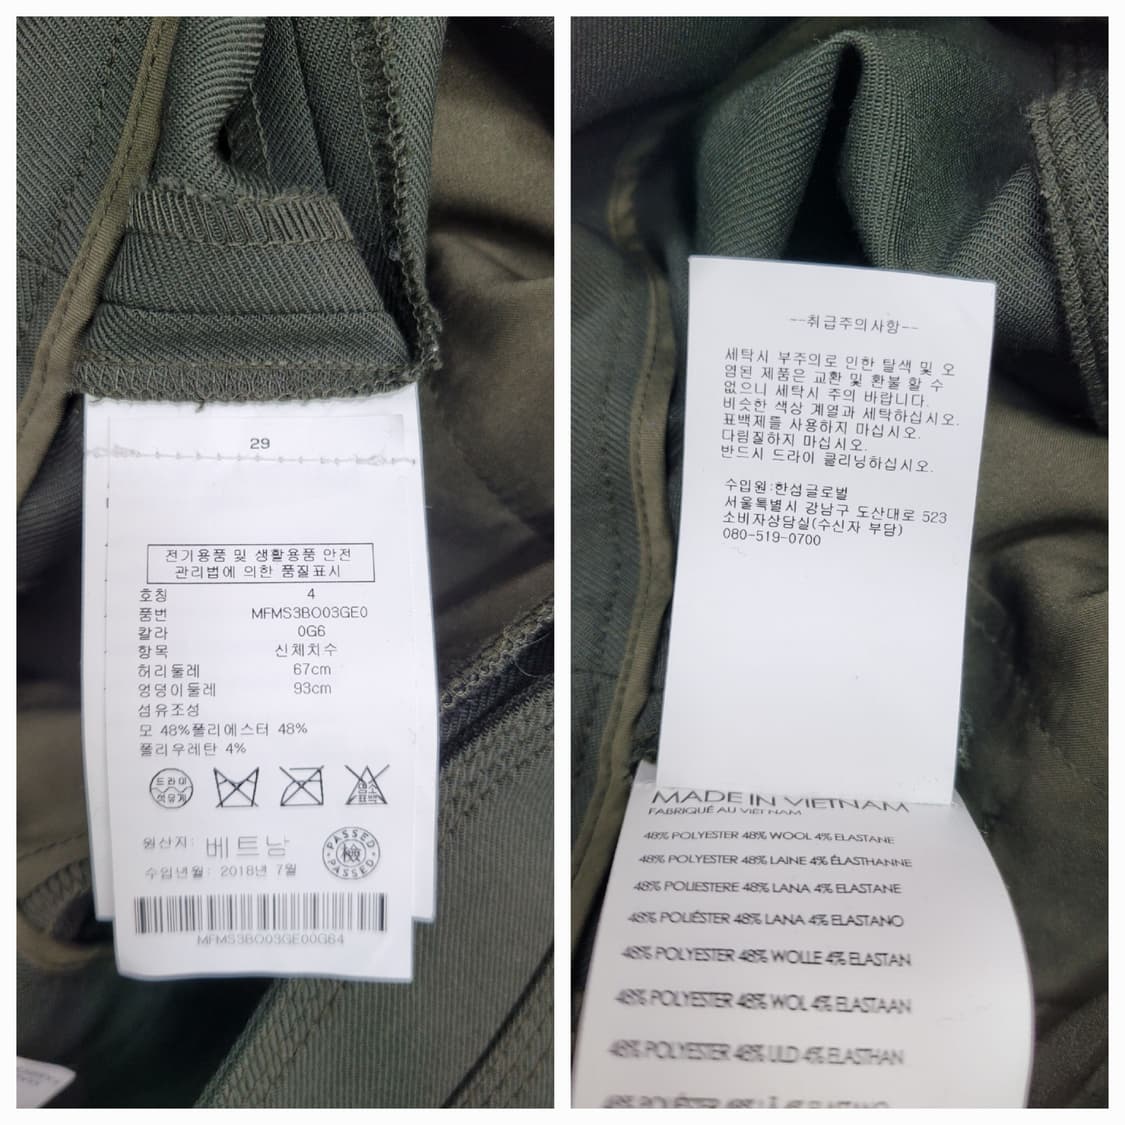 29
전기용품 및 생활용품 안전
관리법에 의한 품질표시
호칭 4
품번 MFMS3BO03GE0
칼라 0G6
항목 신체치수
허리둘레 67cm
엉덩이둘레 93cm
섬유조성
모 48%폴리에스터 48%
폴리우레탄 4%
드라이
석유계
염소
표백
원산지: 베트남
수입년월: 2018년 7월
PASSED
檢
PASSED
MFMS3BO03GE00G64
--취급주의사항--
세탁시 부주의로 인한 탈색 및 오
염된 제품은 교환 및 환불 할 수
없으니 세탁시 주의 바랍니다.
비슷한 색상 계열과 세탁하십시오.
표백제를 사용하지 마십시오.
다림질하지 마십시오.
반드시 드라이 클리닝하십시오.
수입원:한섬글로벌
서울특별시 강남구 도산대로 523
소비자상담실(수신자 부담)
080-519-0700
MADE IN VIETNAM
FABRIQUÉ AU VIETNAM
48% POLYESTER 48% WOOL 4% ELASTANE
48% POLYESTER 48% LAINE 4% ÉLASTHANNE
48% POLIESTERE 48% LANA 4% ELASTANE
48% POLIÉSTER 48% LANA 4% ELASTANO
48% POLYESTER 48% WOLLE 4% ELASTAN
48% POLYESTER 48% WOL 4% ELASTAAN
48% POLYESTER 48% ULD 4% ELASTHAN